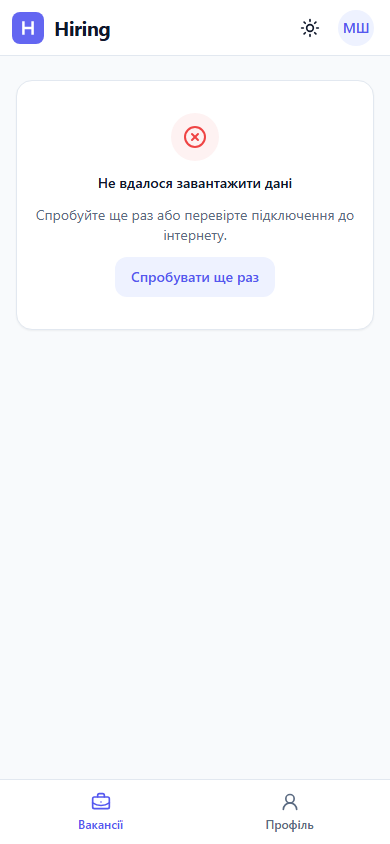 H Hiring МШ
Не вдалося завантажити дані
Спробуйте ще раз або перевірте підключення до
інтернету.
Спробувати ще раз
Вакансії Профіль